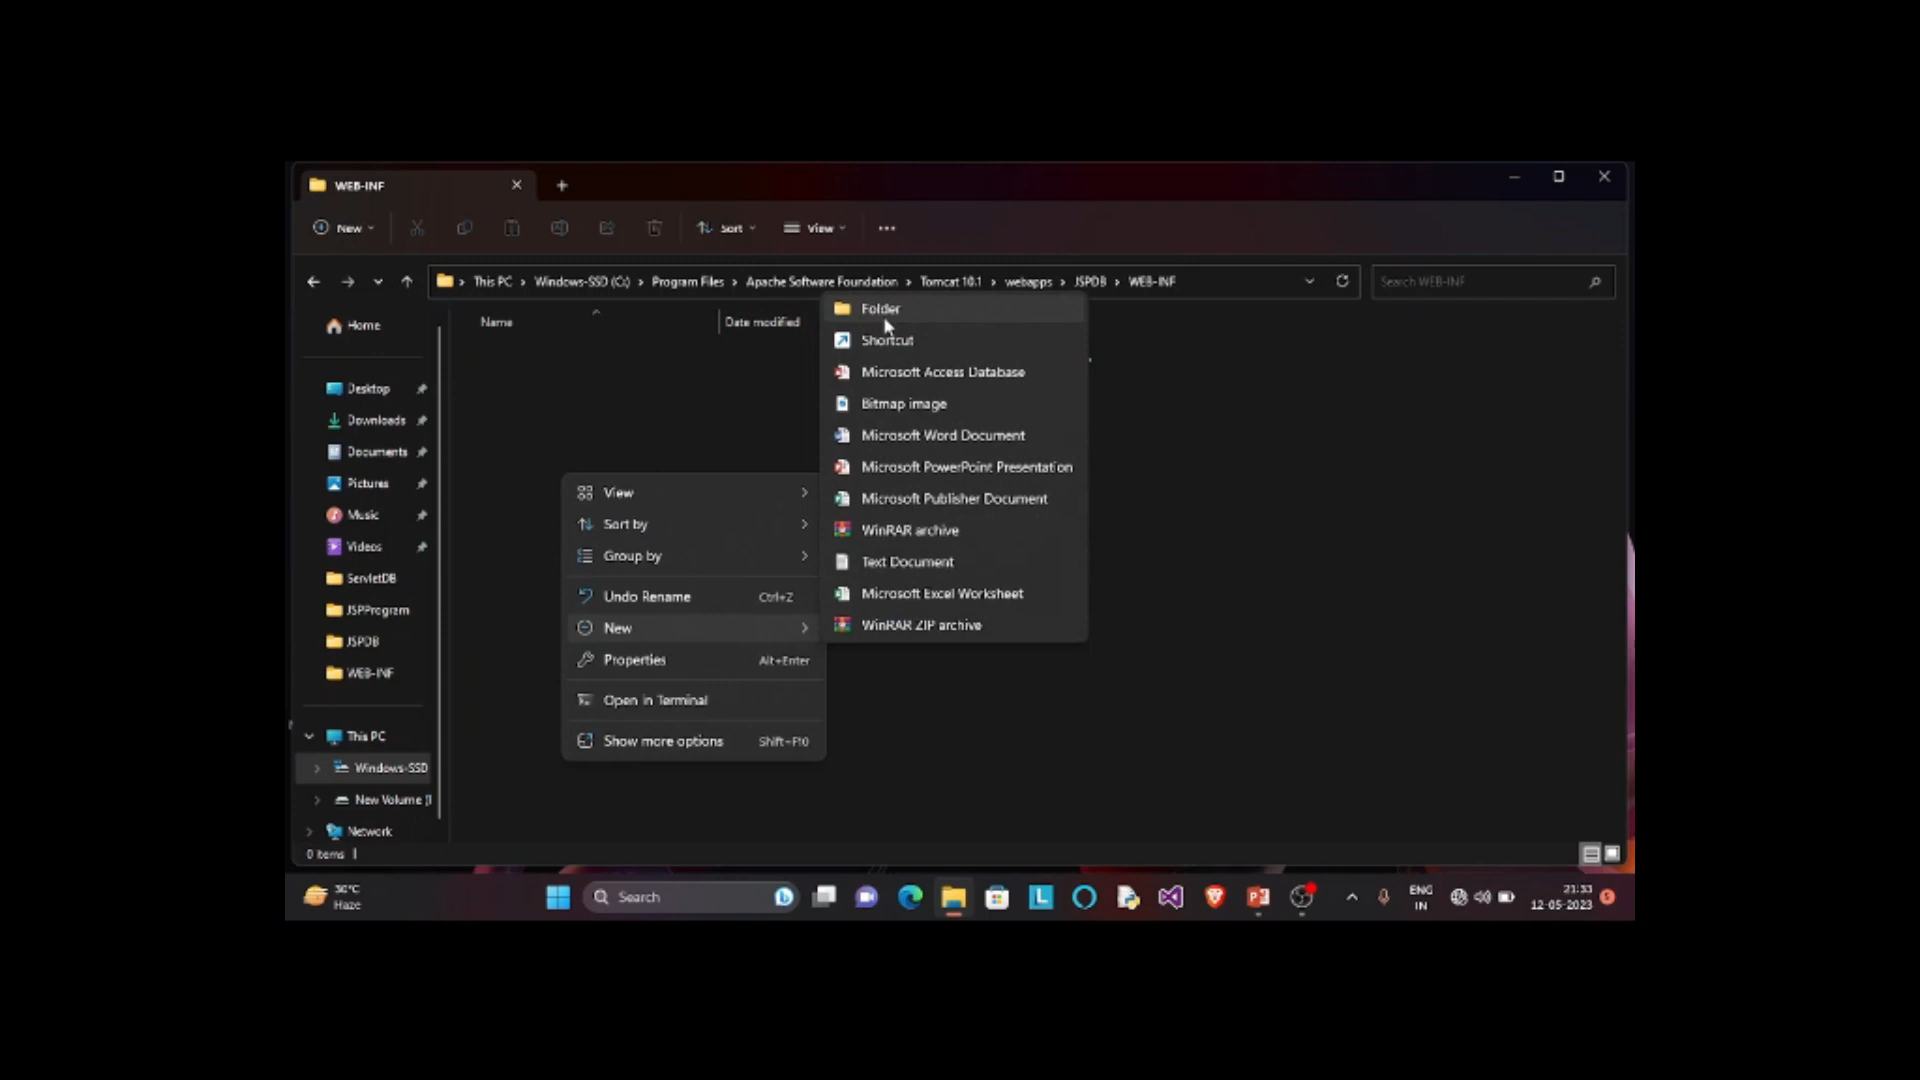 WEB-INF
New
Sort
View
This PC
Windows-SSD (C:)
Program Files
Apache Software Foundation
Tomcat 10.1
webapps
JSPDB
WEB-INF
Search WEB-INF
Name
Date modified
Home
Desktop
Downloads
Documents
Pictures
Music
Videos
ServletDB
JSPProgram
JSPDB
WEB-INF
This PC
Windows-SSD
New Volume
Network
0 items
Folder
Shortcut
Microsoft Access Database
Bitmap image
Microsoft Word Document
Microsoft PowerPoint Presentation
Microsoft Publisher Document
WinRAR archive
Text Document
Microsoft Excel Worksheet
WinRAR ZIP archive
View
Sort by
Group by
Undo Rename Ctrl+Z
New
Properties Alt+Enter
Open in Terminal
Show more options Shift+F10
30°C
Haze
Search
ENG
IN
21:33
12-05-2023